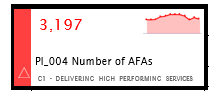 3,197
PI_004 Number of AFAs
C1 - DELIVERING HIGH PERFORMING SERVICES